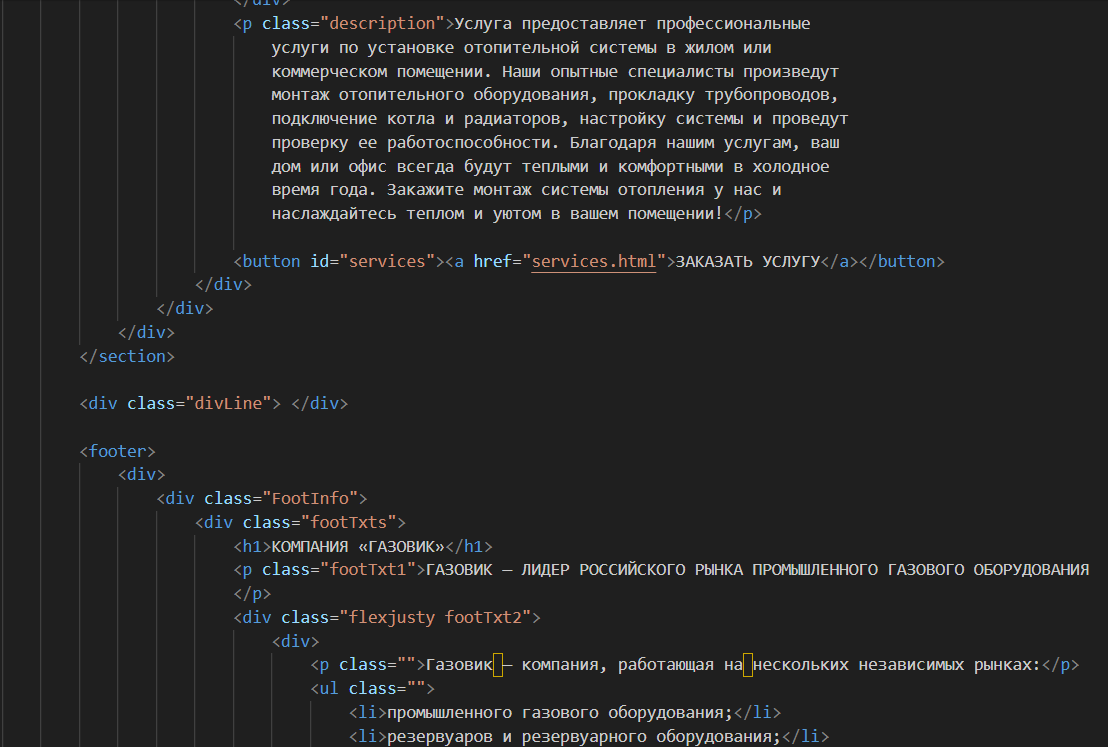 </div>
<p class="description">Услуга предоставляет профессиональные
услуги по установке отопительной системы в жилом или
коммерческом помещении. Наши опытные специалисты произведут
монтаж отопительного оборудования, прокладку трубопроводов,
подключение котла и радиаторов, настройку системы и проведут
проверку ее работоспособности. Благодаря нашим услугам, ваш
дом или офис всегда будут теплыми и комфортными в холодное
время года. Закажите монтаж системы отопления у нас и
наслаждайтесь теплом и уютом в вашем помещении!</p>
<button id="services"><a href="services.html">ЗАКАЗАТЬ УСЛУГУ</a></button>
</div>
</div>
</div>
</section>
<div class="divLine"> </div>
<footer>
<div>
<div class="FootInfo">
<div class="footTxts">
<h1>КОМПАНИЯ «ГАЗОВИК»</h1>
<p class="footTxt1">ГАЗОВИК — ЛИДЕР РОССИЙСКОГО РЫНКА ПРОМЫШЛЕННОГО ГАЗОВОГО ОБОРУДОВАНИЯ
</p>
<div class="flexjusty footTxt2">
<div>
<p class="">Газовик — компания, работающая на нескольких независимых рынках:</p>
<ul class="">
<li>промышленного газового оборудования;</li>
<li>резервуаров и резервуарного оборудования;</li>